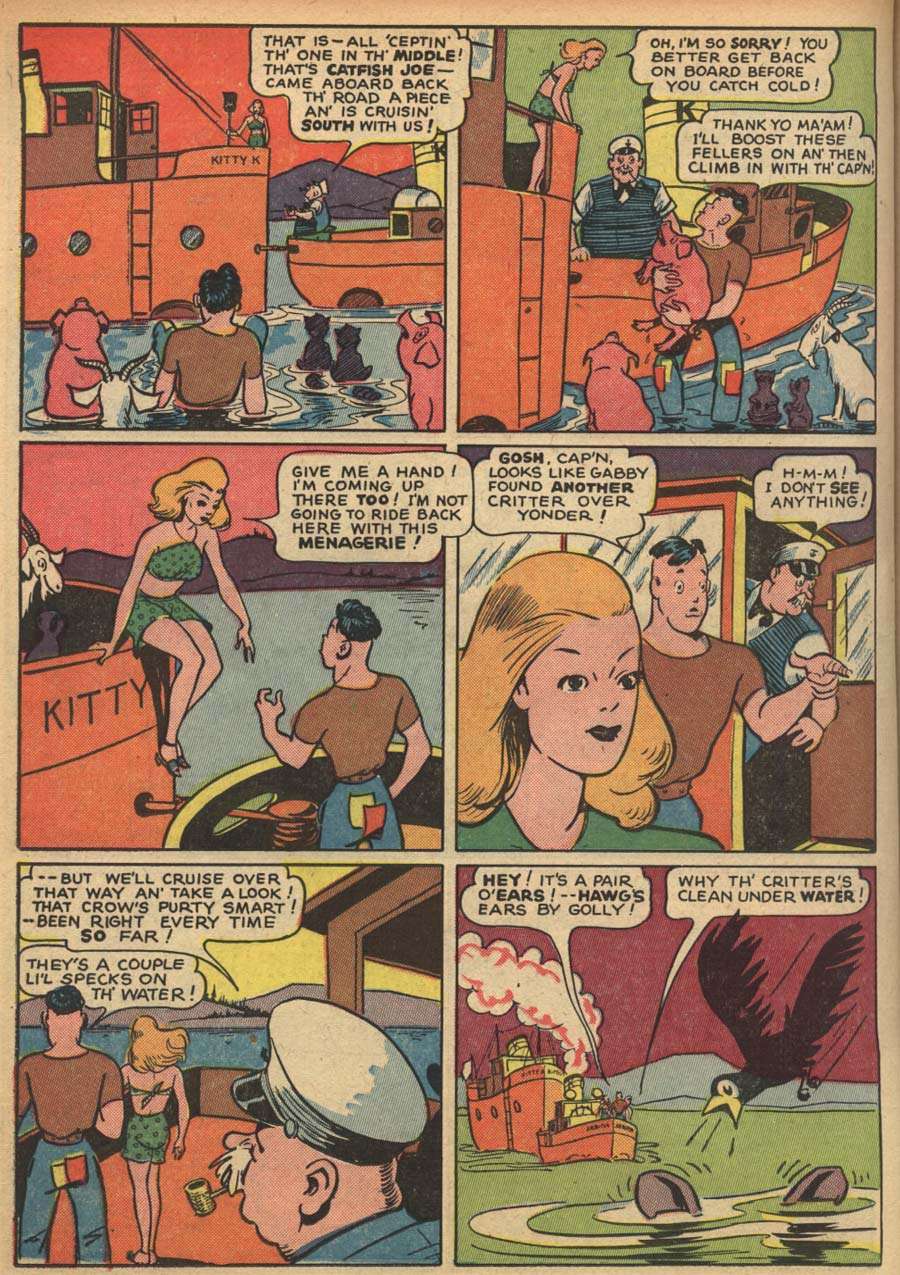 THAT IS—ALL 'CEPTIN'
TH' ONE IN TH' MIDDLE!
THAT'S CATFISH JOE—
CAME ABOARD BACK
TH' ROAD A PIECE
AN' IS CRUISIN'
SOUTH WITH US!
KITTY K
K
OH, I'M SO SORRY! YOU
BETTER GET BACK
ON BOARD BEFORE
YOU CATCH COLD!
THANK YO MA'AM!
I'LL BOOST THESE
FELLERS ON AN' THEN
CLIMB IN WITH TH' CAP'N!
K
GIVE ME A HAND!
I'M COMING UP
THERE TOO! I'M NOT
GOING TO RIDE BACK
HERE WITH THIS
MENAGERIE!
KITTY
GOSH, CAP'N,
LOOKS LIKE GABBY
FOUND ANOTHER
CRITTER OVER
YONDER!
H-M-M!
I DON'T SEE
ANYTHING!
--BUT WE'LL CRUISE OVER
THAT WAY AN' TAKE A LOOK!
THAT CROW'S PURTY SMART!
--BEEN RIGHT EVERY TIME
SO FAR!
THEY'S A COUPLE
LI'L SPECKS ON
TH' WATER!
HEY! IT'S A PAIR
O'EARS!--HAWG'S
EARS BY GOLLY!
WHY TH' CRITTER'S
CLEAN UNDER WATER!